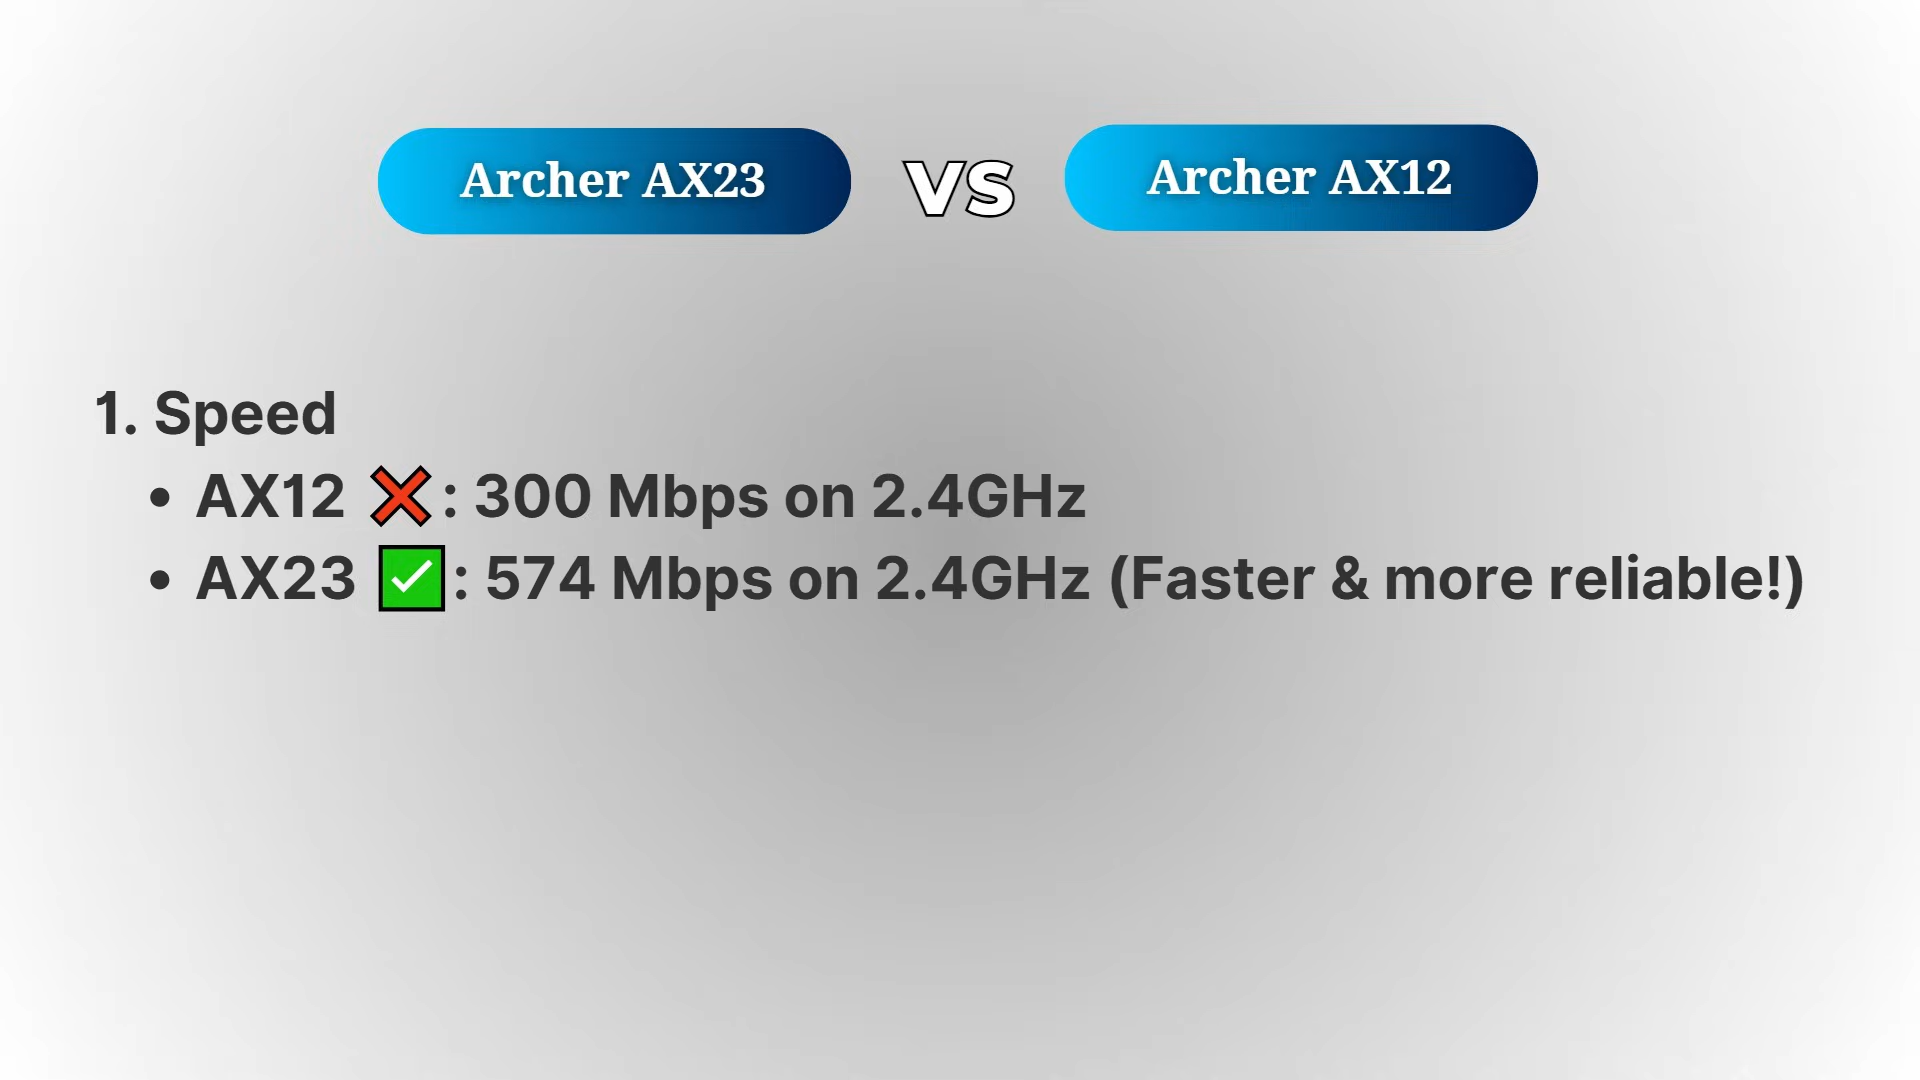 Archer AX23 VS Archer AX12
1. Speed
• AX12 ❌: 300 Mbps on 2.4GHz
• AX23 ✅: 574 Mbps on 2.4GHz (Faster & more reliable!)